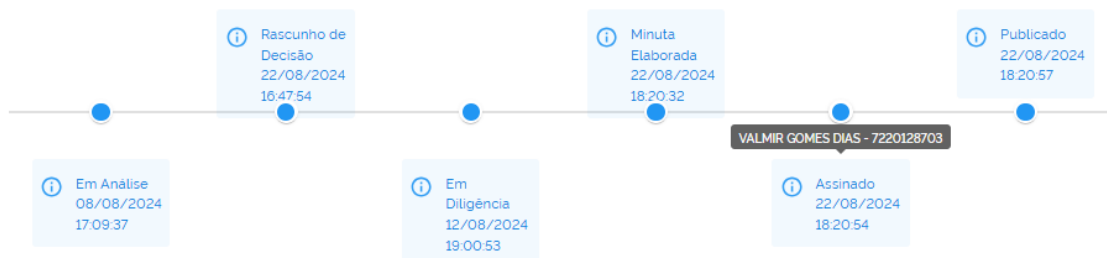 Rascunho de
Decisão
22/08/2024
16:47:54
Minuta
Elaborada
22/08/2024
18:20:32
Publicado
22/08/2024
18:20:57
VALMIR GOMES DIAS - 7220128703
Em Análise
08/08/2024
17:09:37
Em
Diligência
12/08/2024
19:00:53
Assinado
22/08/2024
18:20:54